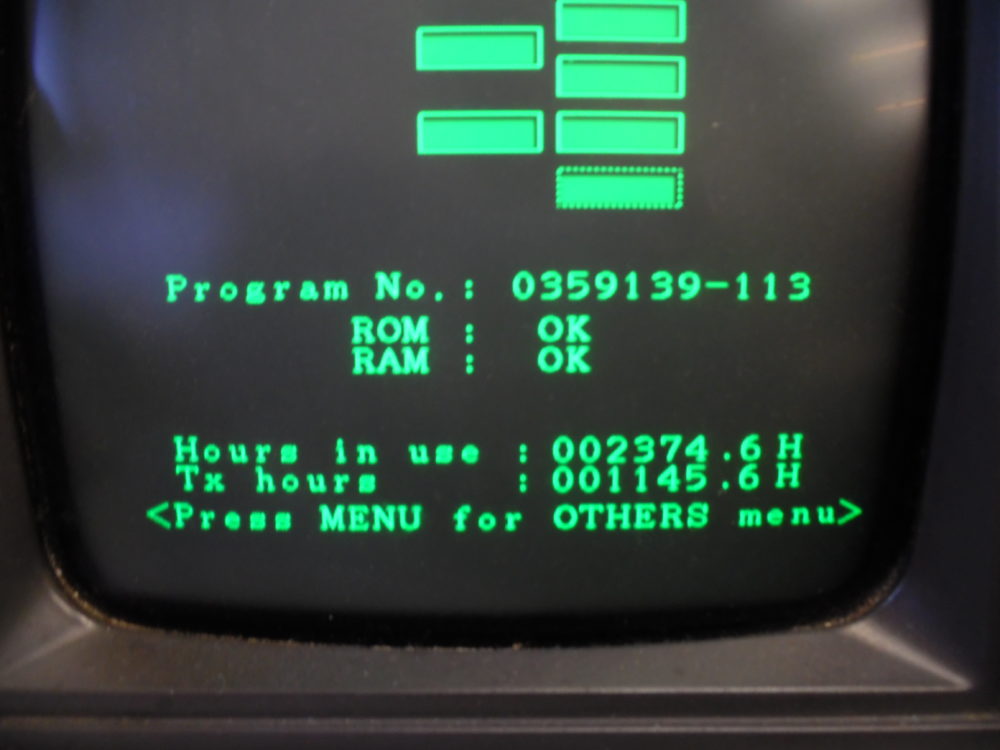 Program No.: 0359139-113
ROM : OK
RAM : OK
Hours in use : 002374.6 H
Tx hours : 001145.6 H
<Press MENU for OTHERS menu>